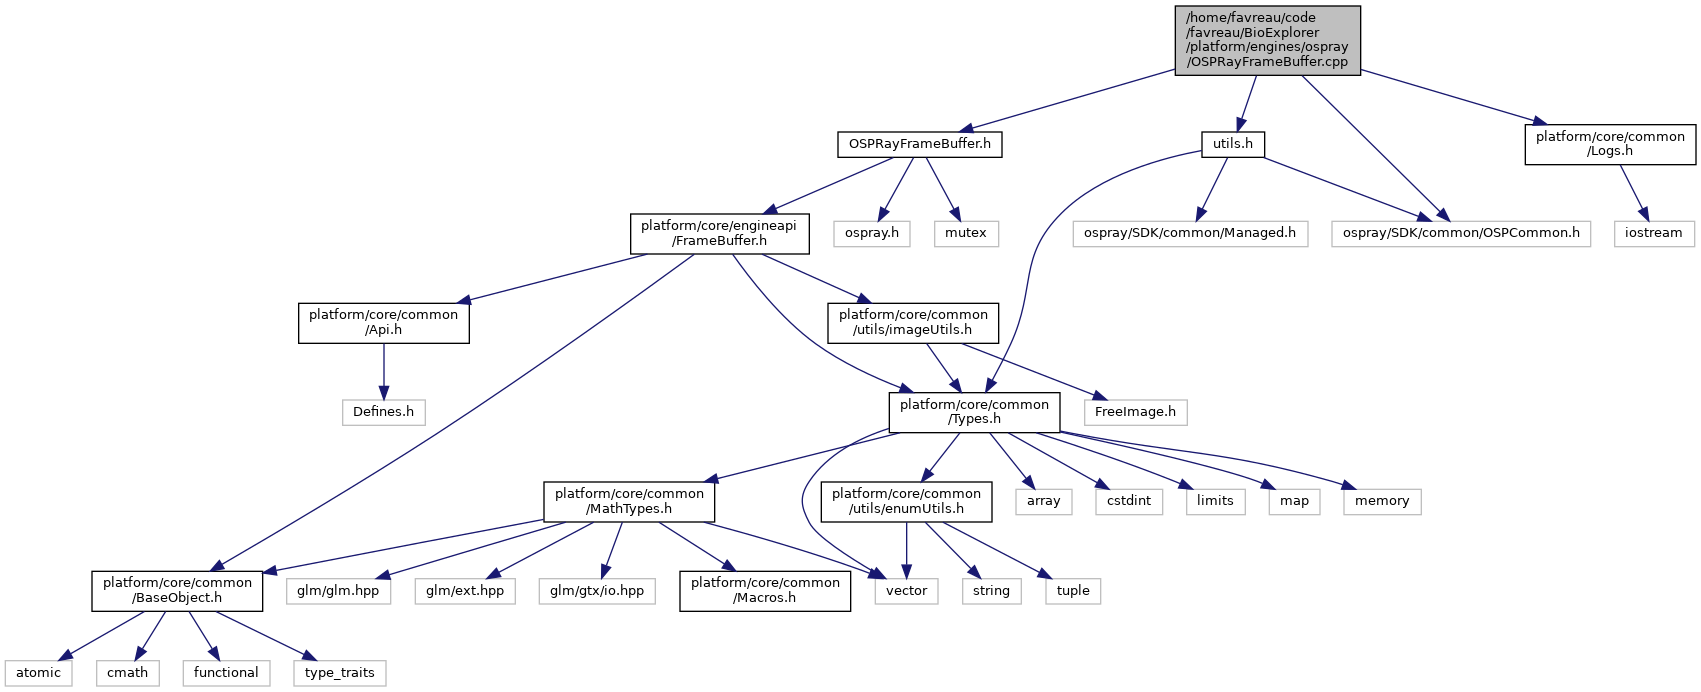 /home/favreau/code
/favreau/BioExplorer
/platform/engines/ospray
/OSPRayFrameBuffer.cpp
OSPRayFrameBuffer.h
utils.h
platform/core/common
/Logs.h
platform/core/engineapi
/FrameBuffer.h
ospray.h
mutex
ospray/SDK/common/Managed.h
ospray/SDK/common/OSPCommon.h
iostream
platform/core/common
/Api.h
platform/core/common
/utils/imageUtils.h
Defines.h
platform/core/common
/Types.h
FreeImage.h
platform/core/common
/MathTypes.h
platform/core/common
/utils/enumUtils.h
array
cstdint
limits
map
memory
platform/core/common
/BaseObject.h
glm/glm.hpp
glm/ext.hpp
glm/gtx/io.hpp
platform/core/common
/Macros.h
vector
string
tuple
atomic
cmath
functional
type_traits